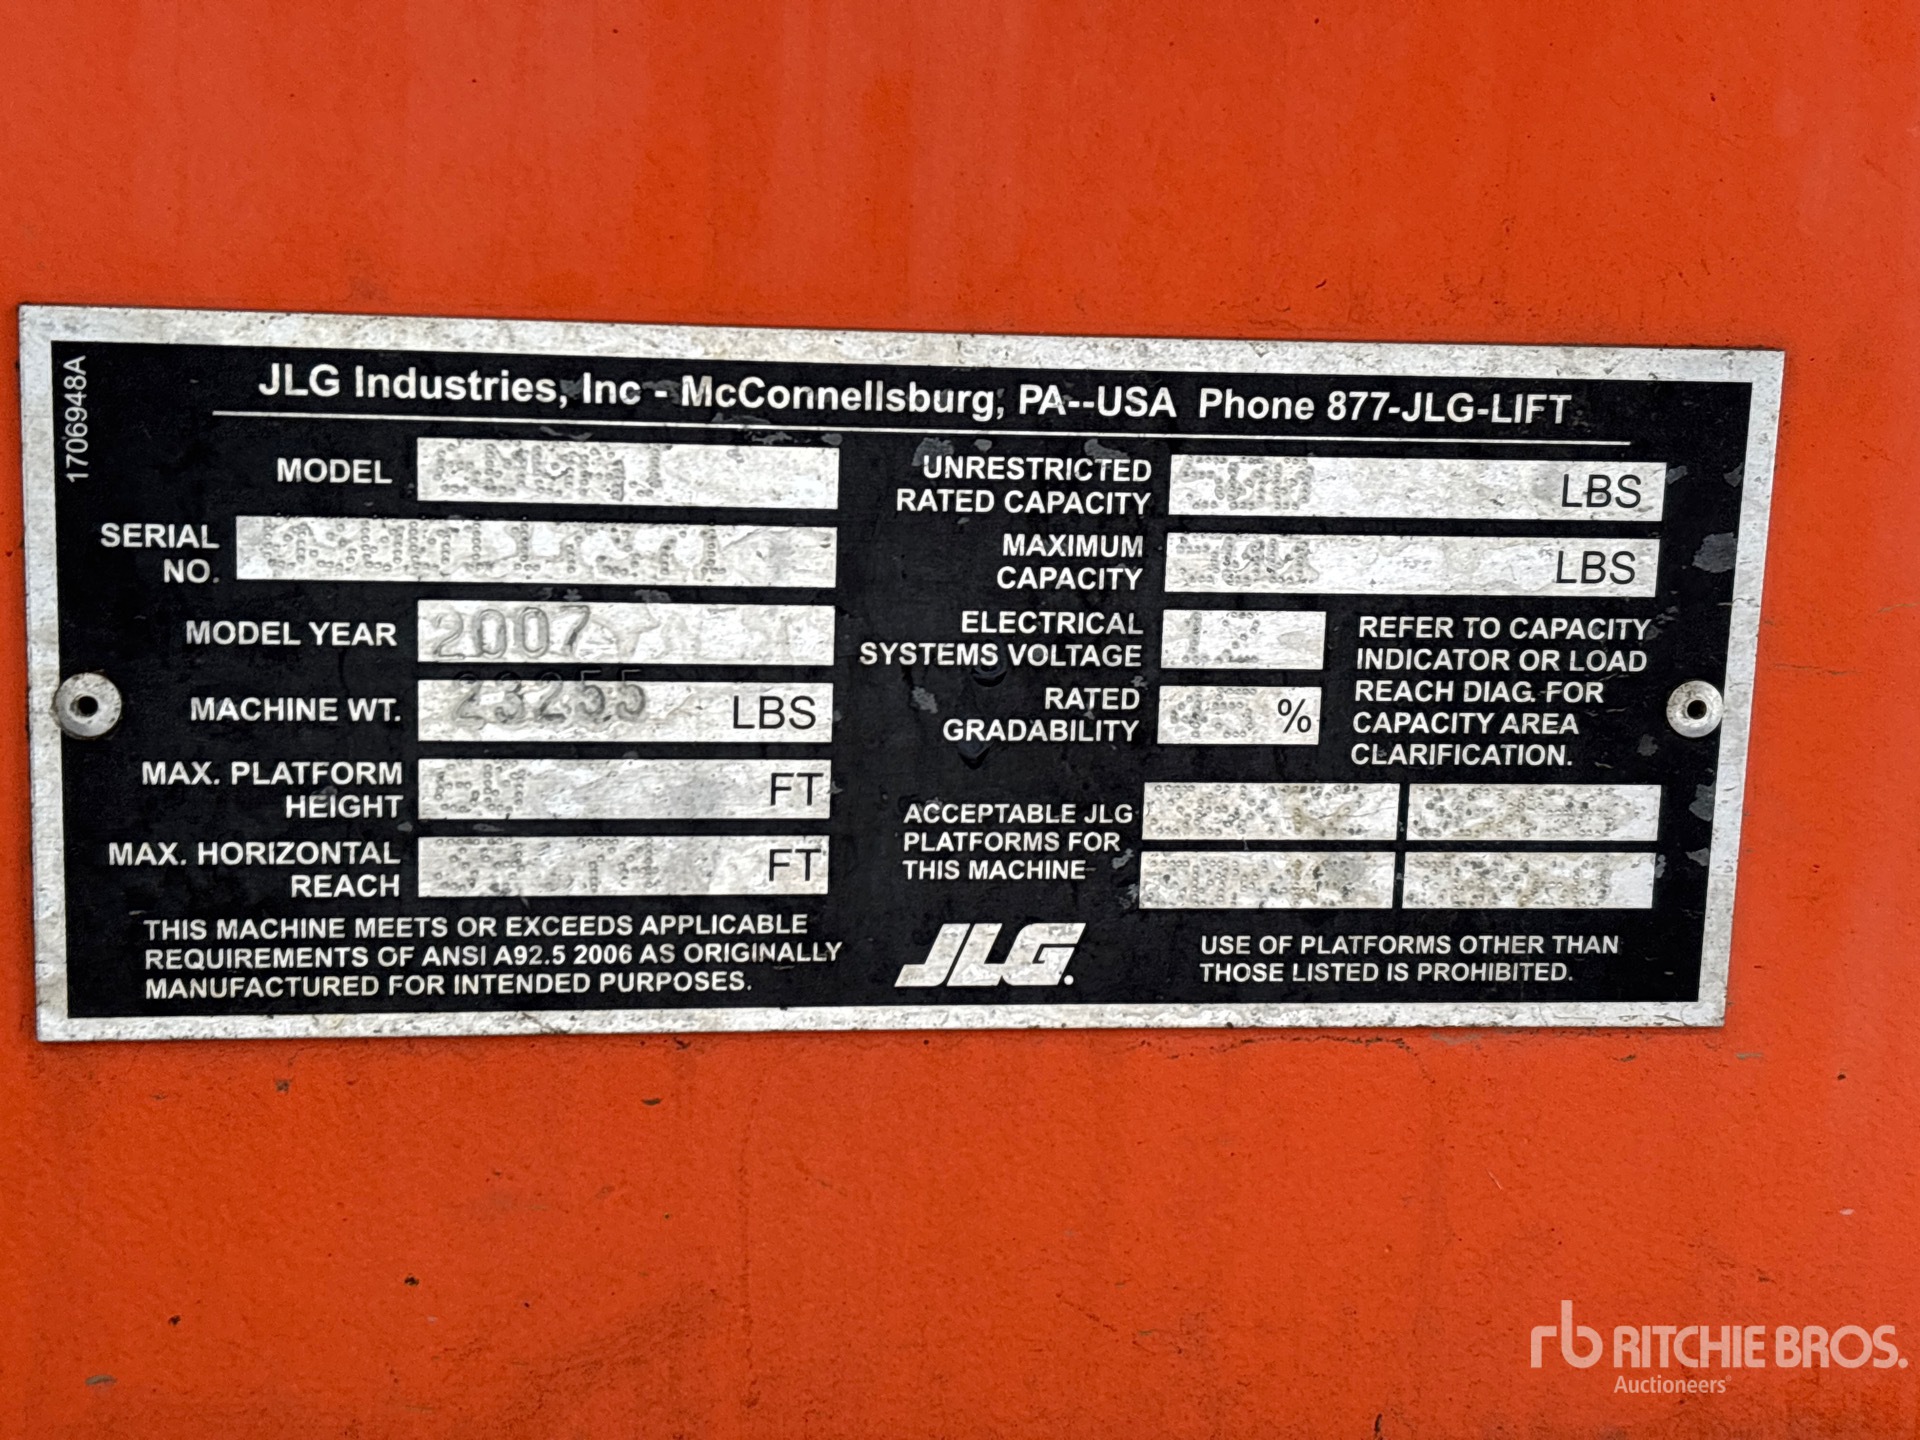 1706948A
JLG Industries, Inc - McConnellsburg, PA--USA Phone 877-JLG-LIFT
MODEL
SERIAL
NO.
MODEL YEAR 2007
MACHINE WT. 23255 LBS
MAX. PLATFORM
HEIGHT FT
MAX. HORIZONTAL
REACH FT
THIS MACHINE MEETS OR EXCEEDS APPLICABLE
REQUIREMENTS OF ANSI A92.5 2006 AS ORIGINALLY
MANUFACTURED FOR INTENDED PURPOSES.
UNRESTRICTED
RATED CAPACITY LBS
MAXIMUM
CAPACITY LBS
ELECTRICAL
SYSTEMS VOLTAGE 12
RATED
GRADABILITY 45 %
REFER TO CAPACITY
INDICATOR OR LOAD
REACH DIAG. FOR
CAPACITY AREA
CLARIFICATION.
ACCEPTABLE JLG
PLATFORMS FOR
THIS MACHINE
JLG.
USE OF PLATFORMS OTHER THAN
THOSE LISTED IS PROHIBITED.
rb RITCHIE BROS.
Auctioneers